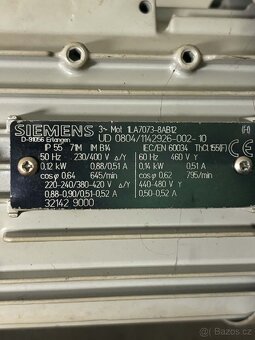 SIEMENS 3~ Mot 1LA7073-8AB12 (H)
D-91056 Erlangen UD 0804/1142926-002-10
IP 55 71M IM B14 IEC/EN 60034 Th.Cl.155(F)
50 Hz 230/400 V △/Y 60 Hz 460 V Y
0,12 kW 0,88/0,51 A 0,14 kW 0,51 A
cosφ 0,64 645/min cosφ 0,62 795/min
220-240/380-420 V △/Y 440-480 V Y
0,88-0,90/0,51-0,52 A 0,50-0,52 A
32142 9000
CE
bazos.cz